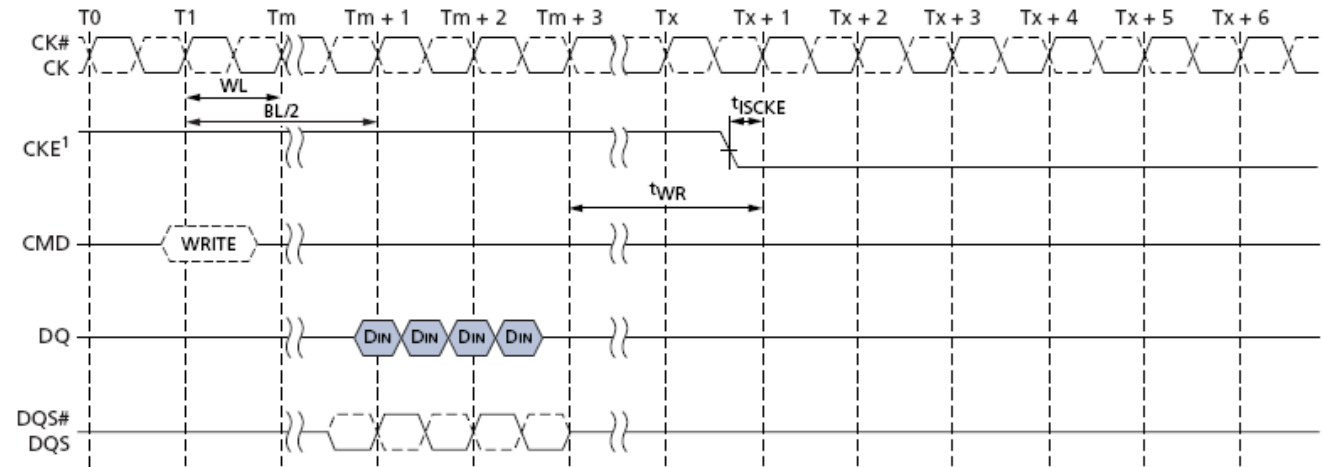 T0 T1 Tm Tm + 1 Tm + 2 Tm + 3 Tx Tx + 1 Tx + 2 Tx + 3 Tx + 4 Tx + 5 Tx + 6
CK#
CK
WL
BL/2
tISCKE
CKE1
tWR
CMD WRITE
DQ DIN DIN DIN DIN
DQS#
DQS